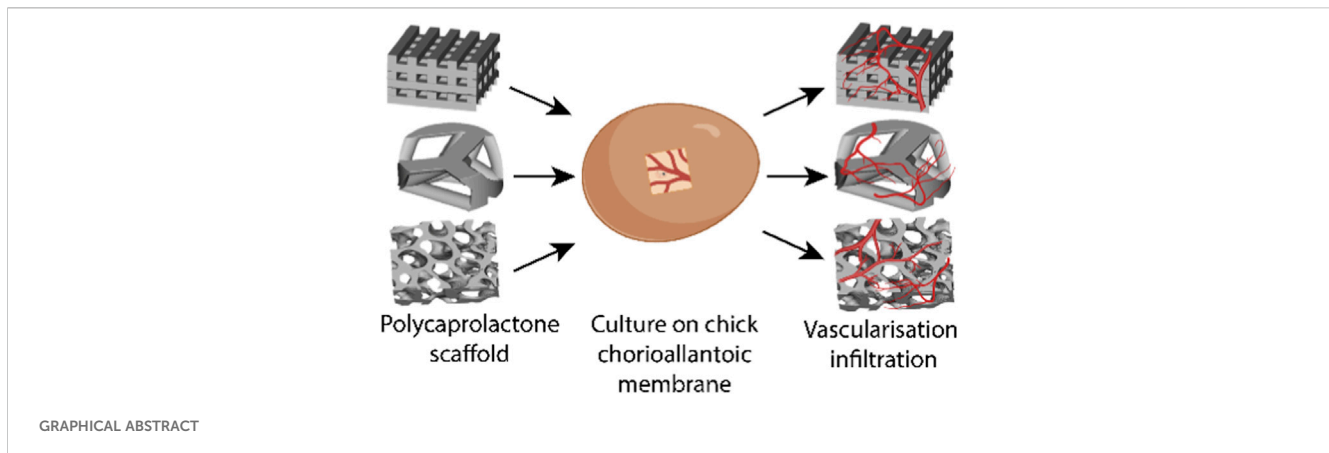 Polycaprolactone
scaffold
Culture on chick
chorioallantoic
membrane
Vascularisation
infiltration
GRAPHICAL ABSTRACT